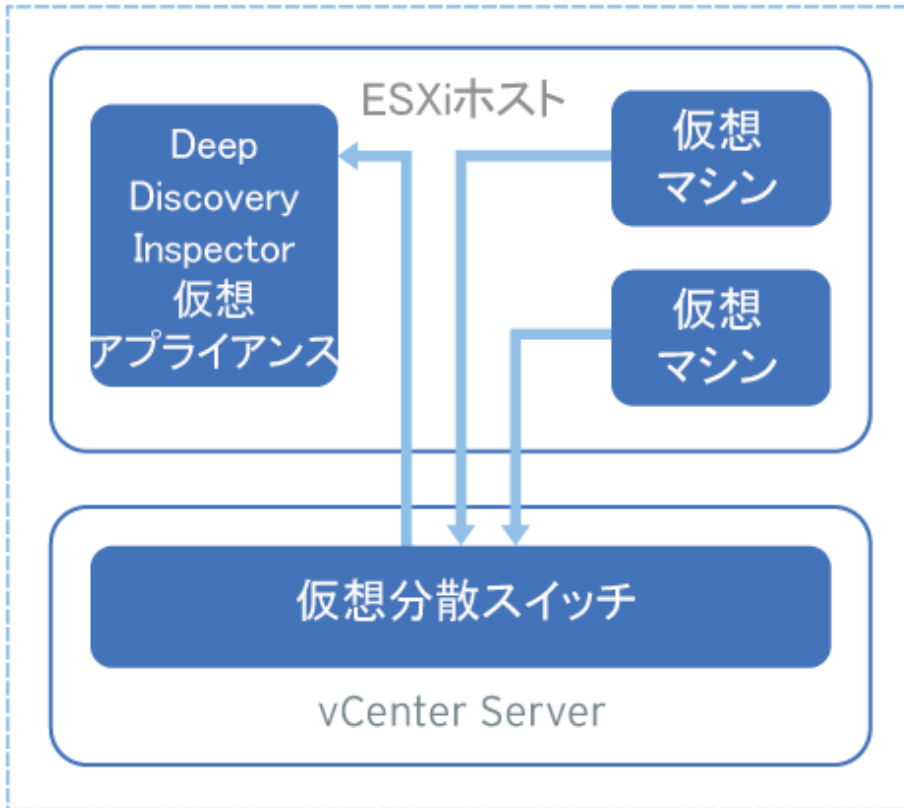 ESXiホスト
Deep
Discovery
Inspector
仮想
アプライアンス
仮想
マシン
仮想
マシン
仮想分散スイッチ
vCenter Server